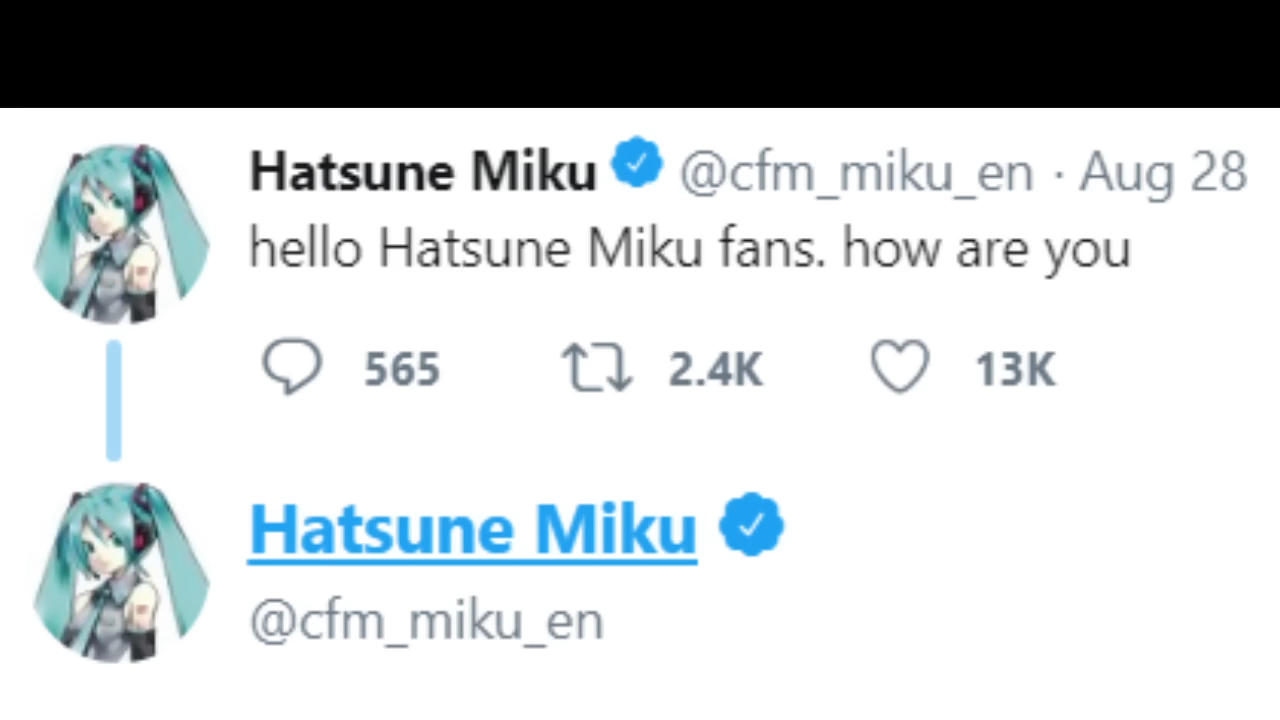 Hatsune Miku @cfm_miku_en · Aug 28
hello Hatsune Miku fans. how are you
565 2.4K 13K
Hatsune Miku
@cfm_miku_en